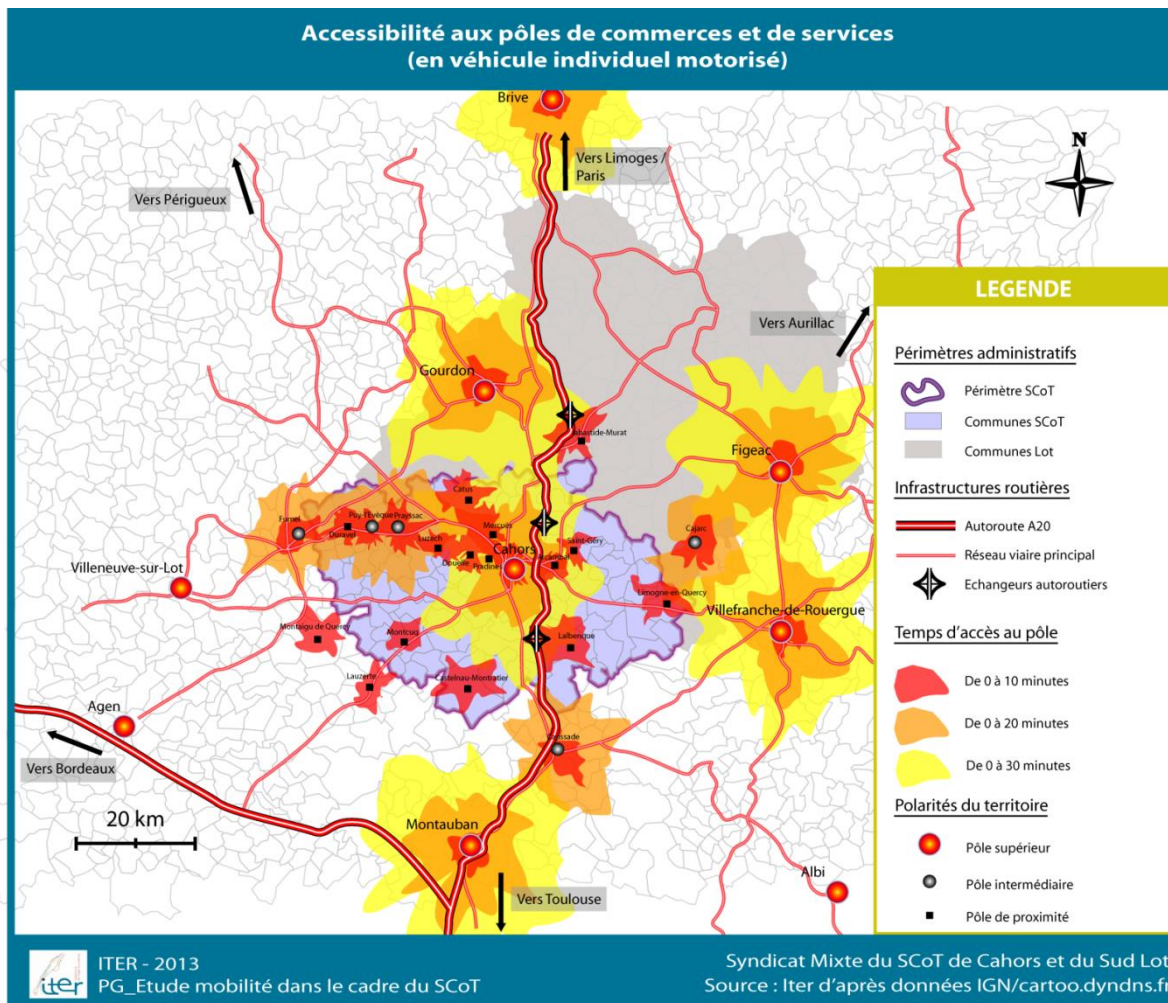 Accessibilité aux pôles de commerces et de services
(en véhicule individuel motorisé)
Brive
N
Vers Limoges /
Paris
Vers Périgueux
LEGENDE
Vers Aurillac
Périmètres administratifs
Périmètre SCoT
Communes SCoT
Communes Lot
Gourdon
Labastide-Murat
Figeac
Infrastructures routières
Autoroute A20
Réseau viaire principal
Echangeurs autoroutiers
Catus
Fumel
Puy-l'Evêque
Prayssac
Duravel
Mercuès
Luzech
Cahors
Saint-Géry
Cajarc
Douelle
Pradines
Arcambal
Villeneuve-sur-Lot
Limogne-en-Quercy
Villefranche-de-Rouergue
Montaigu de Quercy
Montcuq
Lalbenque
Temps d'accès au pôle
De 0 à 10 minutes
De 0 à 20 minutes
De 0 à 30 minutes
Lauzerte
Castelnau-Montratier
Agen
Vers Bordeaux
Caussade
20 km
Montauban
Polarités du territoire
Pôle supérieur
Pôle intermédiaire
Pôle de proximité
Albi
Vers Toulouse
iter
ITER - 2013
PG_Etude mobilité dans le cadre du SCoT
Syndicat Mixte du SCoT de Cahors et du Sud Lot
Source : Iter d'après données IGN/cartoo.dyndns.fr